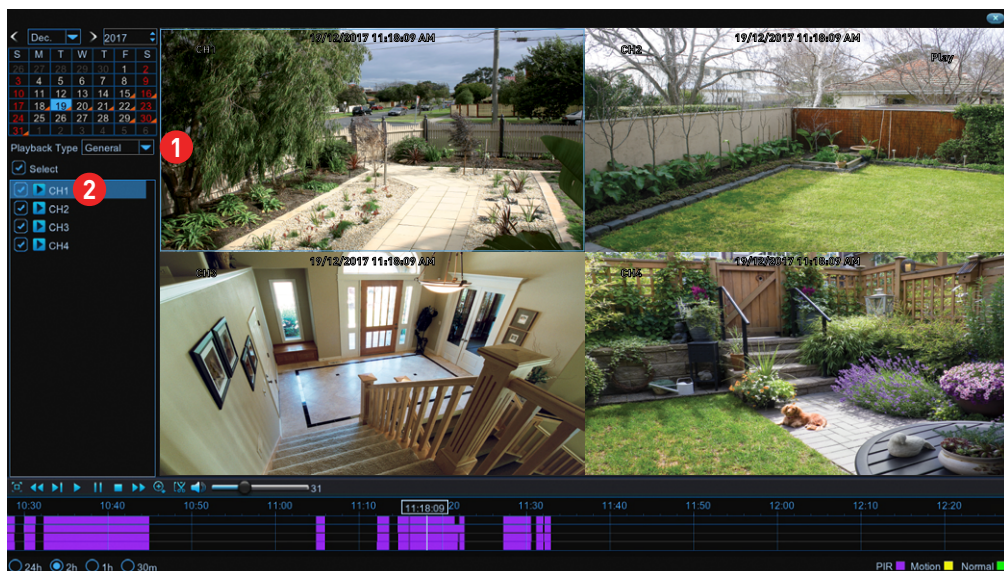 Dec. 2017
S M T W T F S
26 27 28 29 30 1 2
3 4 5 6 7 8 9
10 11 12 13 14 15 16
17 18 19 20 21 22 23
24 25 26 27 28 29 30
31 1 2 3 4 5 6
Playback Type General
1
Select
CH1
2
CH2
CH3
CH4
CH1 19/12/2017 11:18:09 AM
CH2 19/12/2017 11:18:09 AM
Play
CH3 19/12/2017 11:18:09 AM
CH4 19/12/2017 11:18:09 AM
31
10:30 10:40 10:50 11:00 11:10 11:18:09 20 11:30 11:40 11:50 12:00 12:10 12:20
24h 2h 1h 30m
PIR Motion Normal